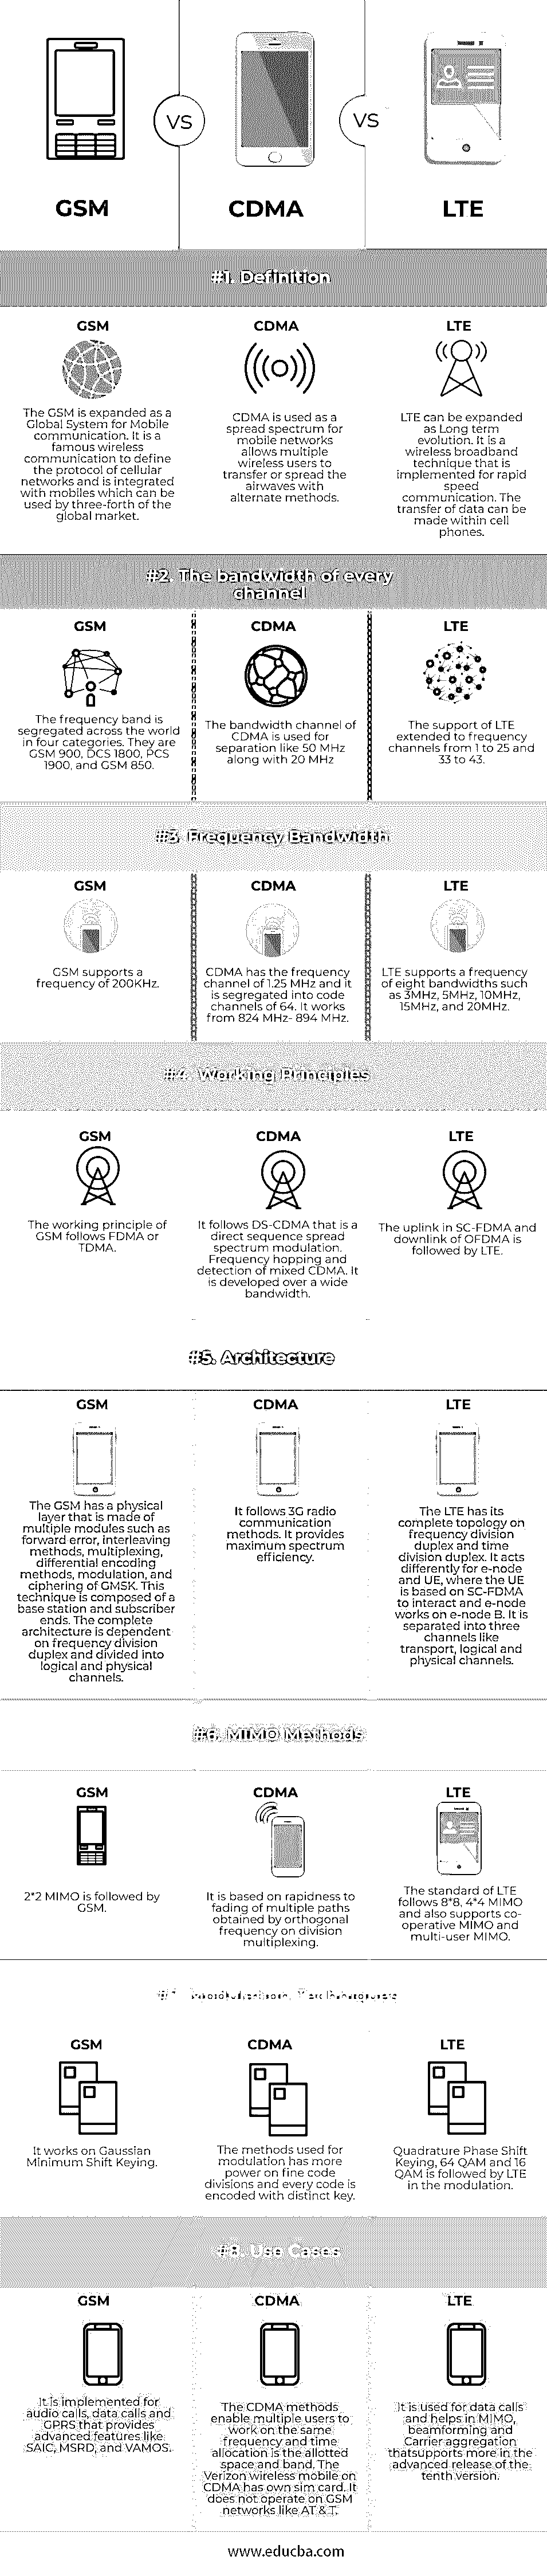 VS
VS
GSM
CDMA
LTE
#1. Definition
GSM
The GSM is expanded as a
Global System for Mobile
communication. It is a
famous wireless
communication to define
the protocol of cellular
networks and is integrated
with mobiles which can be
used by three-forth of the
global market.
CDMA
CDMA is used as a
spread spectrum for
mobile networks
allows multiple
wireless users to
transfer or spread the
airwaves with
alternate methods.
LTE
LTE can be expanded
as Long term
evolution. It is a
wireless broadband
technique that is
implemented for rapid
speed
communication. The
transfer of data can be
made within cell
phones.
#2. The bandwidth of every
channel
GSM
The frequency band is
segregated across the world
in four categories. They are
GSM 900, DCS 1800, PCS
1900, and GSM 850.
CDMA
The bandwidth channel of
CDMA is used for
separation like 50 MHz
along with 20 MHz
LTE
The support of LTE
extended to frequency
channels from 1 to 25 and
33 to 43.
#3. Frequency Bandwidth
GSM
GSM supports a
frequency of 200KHz.
CDMA
CDMA has the frequency
channel of 1.25 MHz and it
is segregated into code
channels of 64. It works
from 824 MHz- 894 MHz.
LTE
LTE supports a frequency
of eight bandwidths such
as 3MHz, 5MHz, 10MHz,
15MHz, and 20MHz.
#4. Working Principles
GSM
The working principle of
GSM follows FDMA or
TDMA.
CDMA
It follows DS-CDMA that is a
direct sequence spread
spectrum modulation.
Frequency hopping and
detection of mixed CDMA. It
is developed over a wide
bandwidth.
LTE
The uplink in SC-FDMA and
downlink of OFDMA is
followed by LTE.
#5. Architecture
GSM
The GSM has a physical
layer that is made of
multiple modules such as
forward error, interleaving
methods, multiplexing,
differential encoding
methods, modulation, and
ciphering of GMSK. This
technique is composed of a
base station and subscriber
ends. The complete
architecture is dependent
on frequency division
duplex and divided into
logical and physical
channels.
CDMA
It follows 3G radio
communication
methods. It provides
maximum spectrum
efficiency.
LTE
The LTE has its
complete topology on
frequency division
duplex and time
division duplex. It acts
differently for e-node
and UE, where the UE
is based on SC-FDMA
to interact and e-node
works on e-node B. It is
separated into three
channels like
transport, logical and
physical channels.
#6. MIMO Methods
GSM
2*2 MIMO is followed by
GSM.
CDMA
It is based on rapidness to
fading of multiple paths
obtained by orthogonal
frequency on division
multiplexing.
LTE
The standard of LTE
follows 8*8, 4*4 MIMO
and also supports co-
operative MIMO and
multi-user MIMO.
#7. Modulation Techniques
GSM
It works on Gaussian
Minimum Shift Keying.
CDMA
The methods used for
modulation has more
power on fine code
divisions and every code is
encoded with distinct key.
LTE
Quadrature Phase Shift
Keying, 64 QAM and 16
QAM is followed by LTE
in the modulation.
#8. Use Cases
GSM
It is implemented for
audio calls, data calls and
GPRS that provides
advanced features like
SAIC, MSRD, and VAMOS.
CDMA
The CDMA methods
enable multiple users to
work on the same
frequency and time
allocation is the allotted
space and band. The
Verizon wireless mobile on
CDMA has own sim card. It
does not operate on GSM
networks like AT & T.
LTE
It is used for data calls
and helps in MIMO,
beamforming and
Carrier aggregation
thatsupports more in the
advanced release of the
tenth version.
www.educba.com